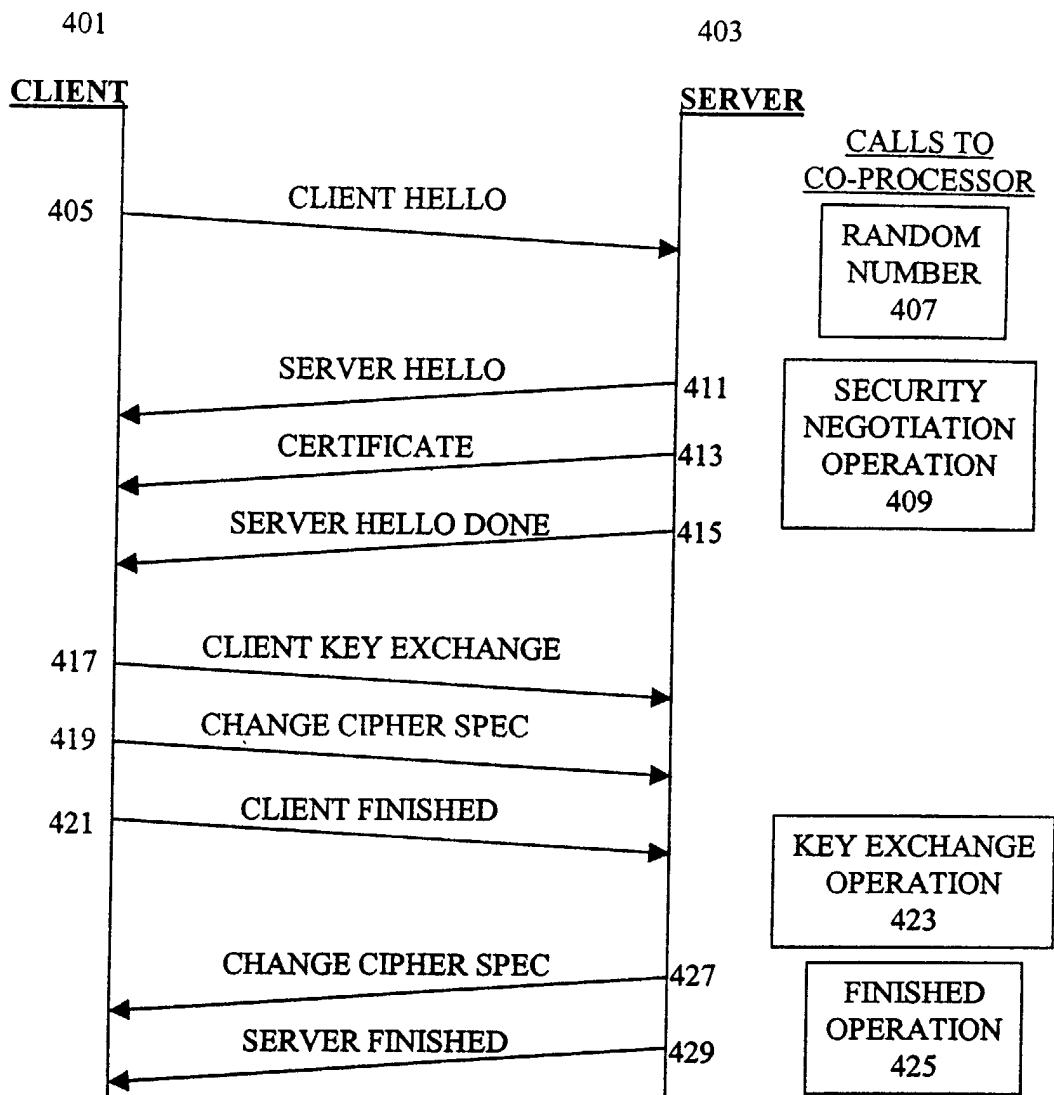 401
403
CLIENT
SERVER
CALLS TO
CO-PROCESSOR
405
CLIENT HELLO
RANDOM
NUMBER
407
SERVER HELLO
411
SECURITY
NEGOTIATION
OPERATION
409
CERTIFICATE
413
SERVER HELLO DONE
415
417
CLIENT KEY EXCHANGE
419
CHANGE CIPHER SPEC
421
CLIENT FINISHED
KEY EXCHANGE
OPERATION
423
CHANGE CIPHER SPEC
427
FINISHED
OPERATION
425
SERVER FINISHED
429